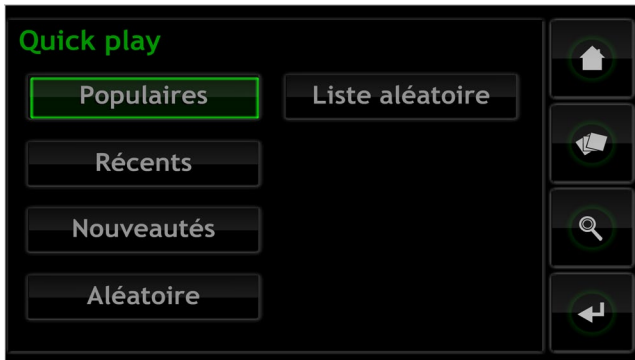 Quick play
Populaires
Liste aléatoire
Récents
Nouveautés
Aléatoire